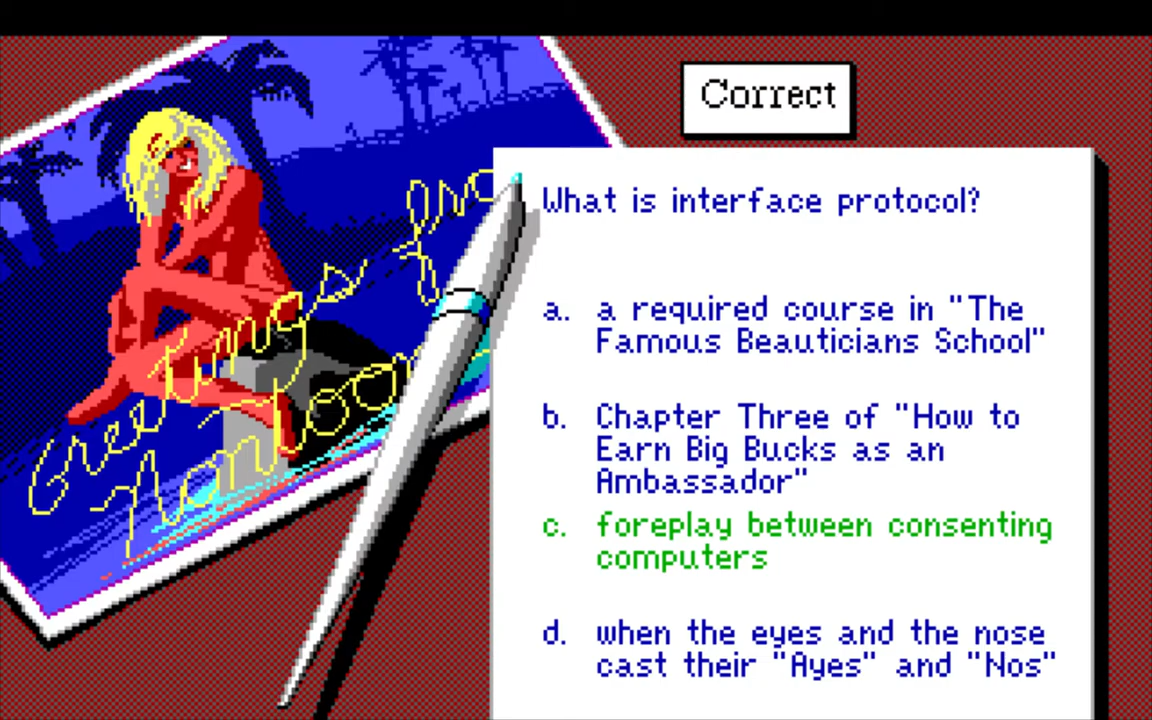 Correct
What is interface protocol?
a. a required course in "The
Famous Beauticians School"
b. Chapter Three of "How to
Earn Big Bucks as an
Ambassador"
c. foreplay between consenting
computers
d. when the eyes and the nose
cast their "Ayes" and "Nos"
Greetings fro
Nontoon